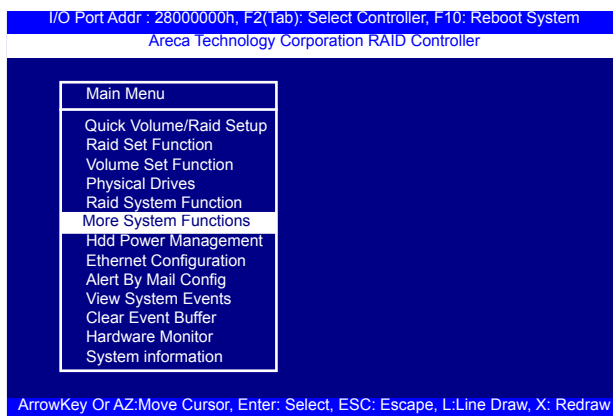 I/O Port Addr : 28000000h, F2(Tab): Select Controller, F10: Reboot System
Areca Technology Corporation RAID Controller
Main Menu
Quick Volume/Raid Setup
Raid Set Function
Volume Set Function
Physical Drives
Raid System Function
More System Functions
Hdd Power Management
Ethernet Configuration
Alert By Mail Config
View System Events
Clear Event Buffer
Hardware Monitor
System information
ArrowKey Or AZ:Move Cursor, Enter: Select, ESC: Escape, L:Line Draw, X: Redraw